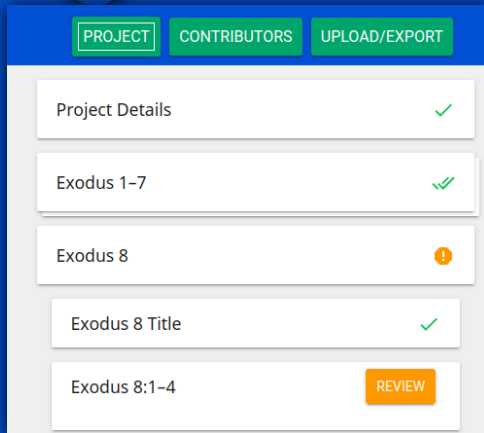 PROJECT CONTRIBUTORS UPLOAD/EXPORT
Project Details
Exodus 1–7
Exodus 8
Exodus 8 Title
Exodus 8:1–4 REVIEW